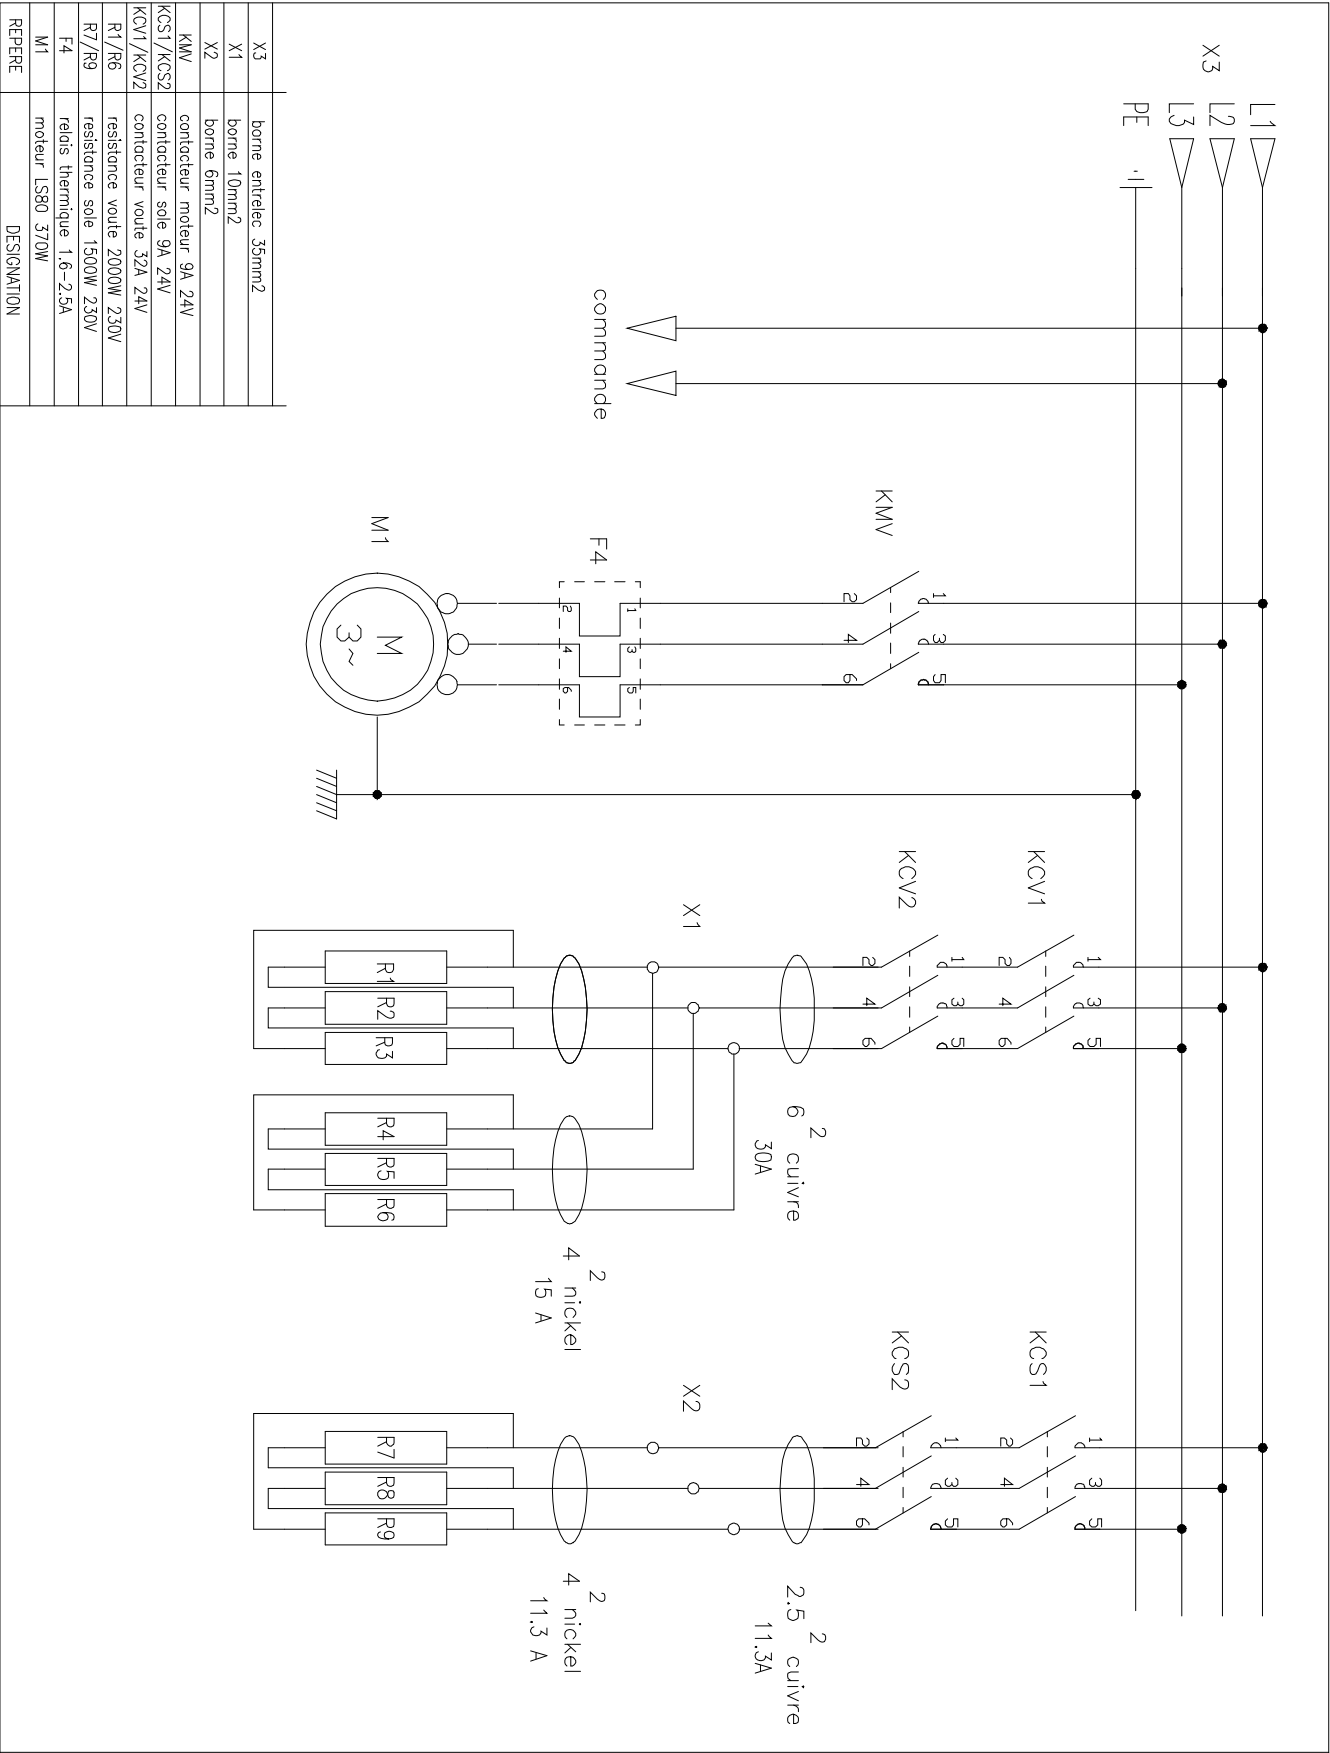 X3
L1
L2
L3
PE
commande
KMV
1
3
5
2
4
6
F4
1
3
5
2
4
6
M1
M
3~
KCV1
1
3
5
2
4
6
KCV2
1
3
5
2
4
6
6 2 cuivre
30A
X1
4 2 nickel
15 A
R1
R2
R3
R4
R5
R6
KCS1
1
3
5
2
4
6
KCS2
1
3
5
2
4
6
2.5 2 cuivre
11.3A
X2
4 2 nickel
11.3 A
R7
R8
R9
X3 borne entrelec 35mm2
X1 borne 10mm2
X2 borne 6mm2
KMV contacteur moteur 9A 24V
KCS1/KCS2 contacteur sole 9A 24V
KCV1/KCV2 contacteur voute 32A 24V
R1/R6 resistance voute 2000W 230V
R7/R9 resistance sole 1500W 230V
F4 relais thermique 1.6-2.5A
M1 moteur LS80 370W
REPERE DESIGNATION